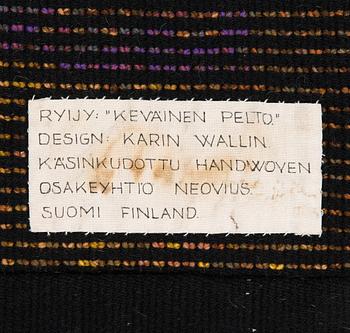 RYIJY: "KEVÄINEN PELTO."
DESIGN: KARIN WALLIN.
KÄSINKUDOTTU HANDWOVEN
OSAKEYHTIÖ NEOVIUS.
SUOMI FINLAND.